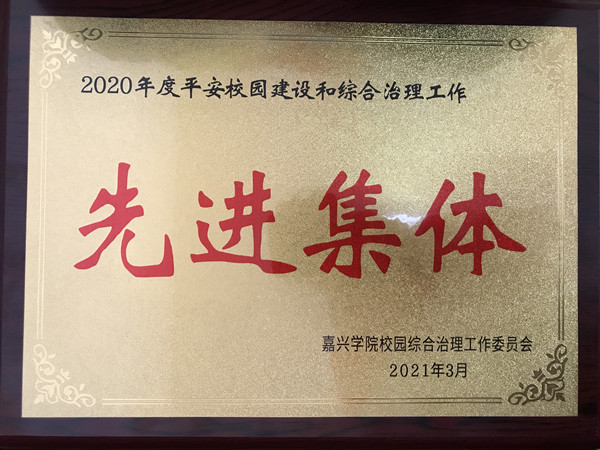 2020年度平安校园建设和综合治理工作
先进集体
嘉兴学院校园综合治理工作委员会
2021年3月